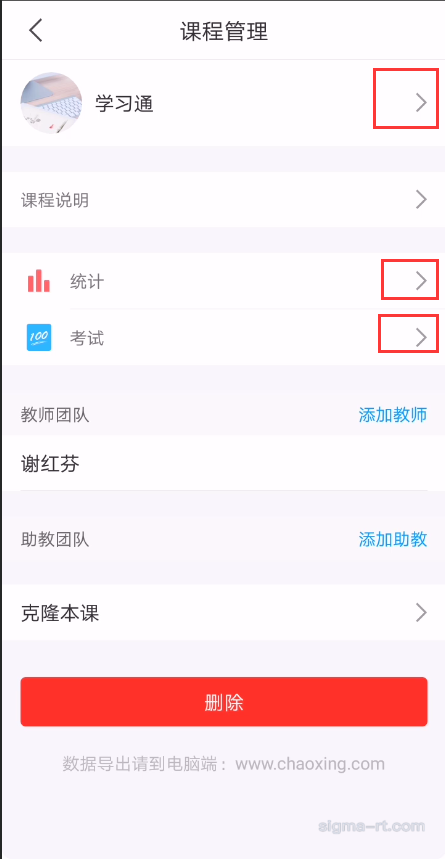 课程管理
学习通
课程说明
统计
100
考试
教师团队 添加教师
谢红芬
助教团队 添加助教
克隆本课
删除
数据导出请到电脑端：www.chaoxing.com
sigma-rt.com